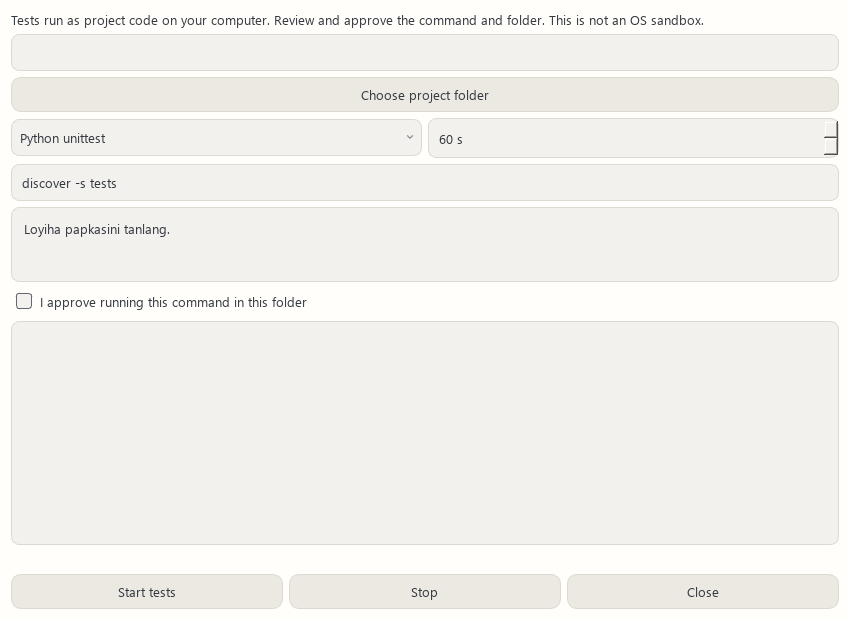 Tests run as project code on your computer. Review and approve the command and folder. This is not an OS sandbox.
Choose project folder
Python unittest
60 s
discover -s tests
Loyiha papkasini tanlang.
I approve running this command in this folder
Start tests
Stop
Close